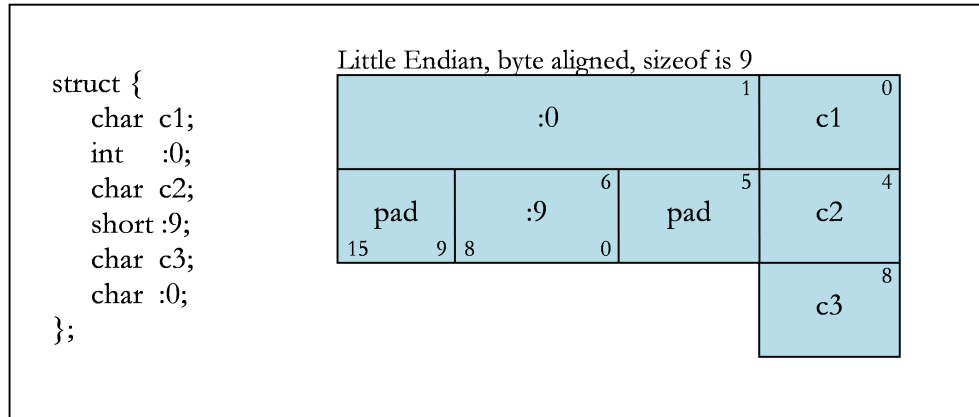 Little Endian, byte aligned, sizeof is 9
struct {
char c1;
int :0;
char c2;
short :9;
char c3;
char :0;
};
:0 1 c1 0
pad 15 9 :9 6 8 0 pad 5 c2 4
c3 8